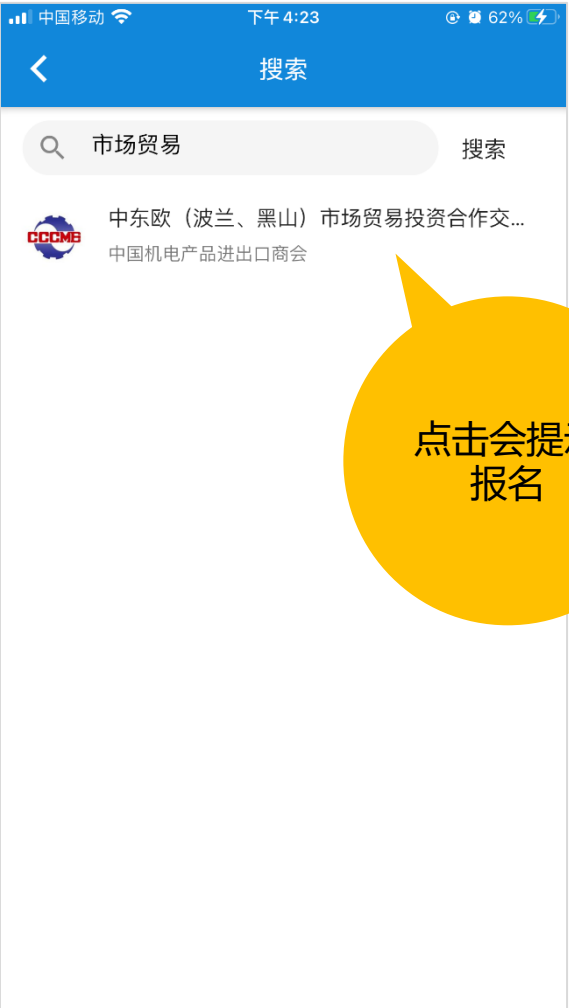 中国移动 下午 4:23 62%
搜索
市场贸易 搜索
中东欧（波兰、黑山）市场贸易投资合作交...
CCCME
中国机电产品进出口商会
点击会提
报名